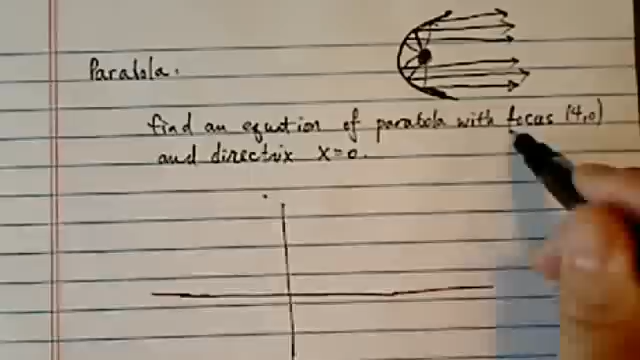 Parabola.
find an equation of parabola with focus (4,0)
and directrix x=0.